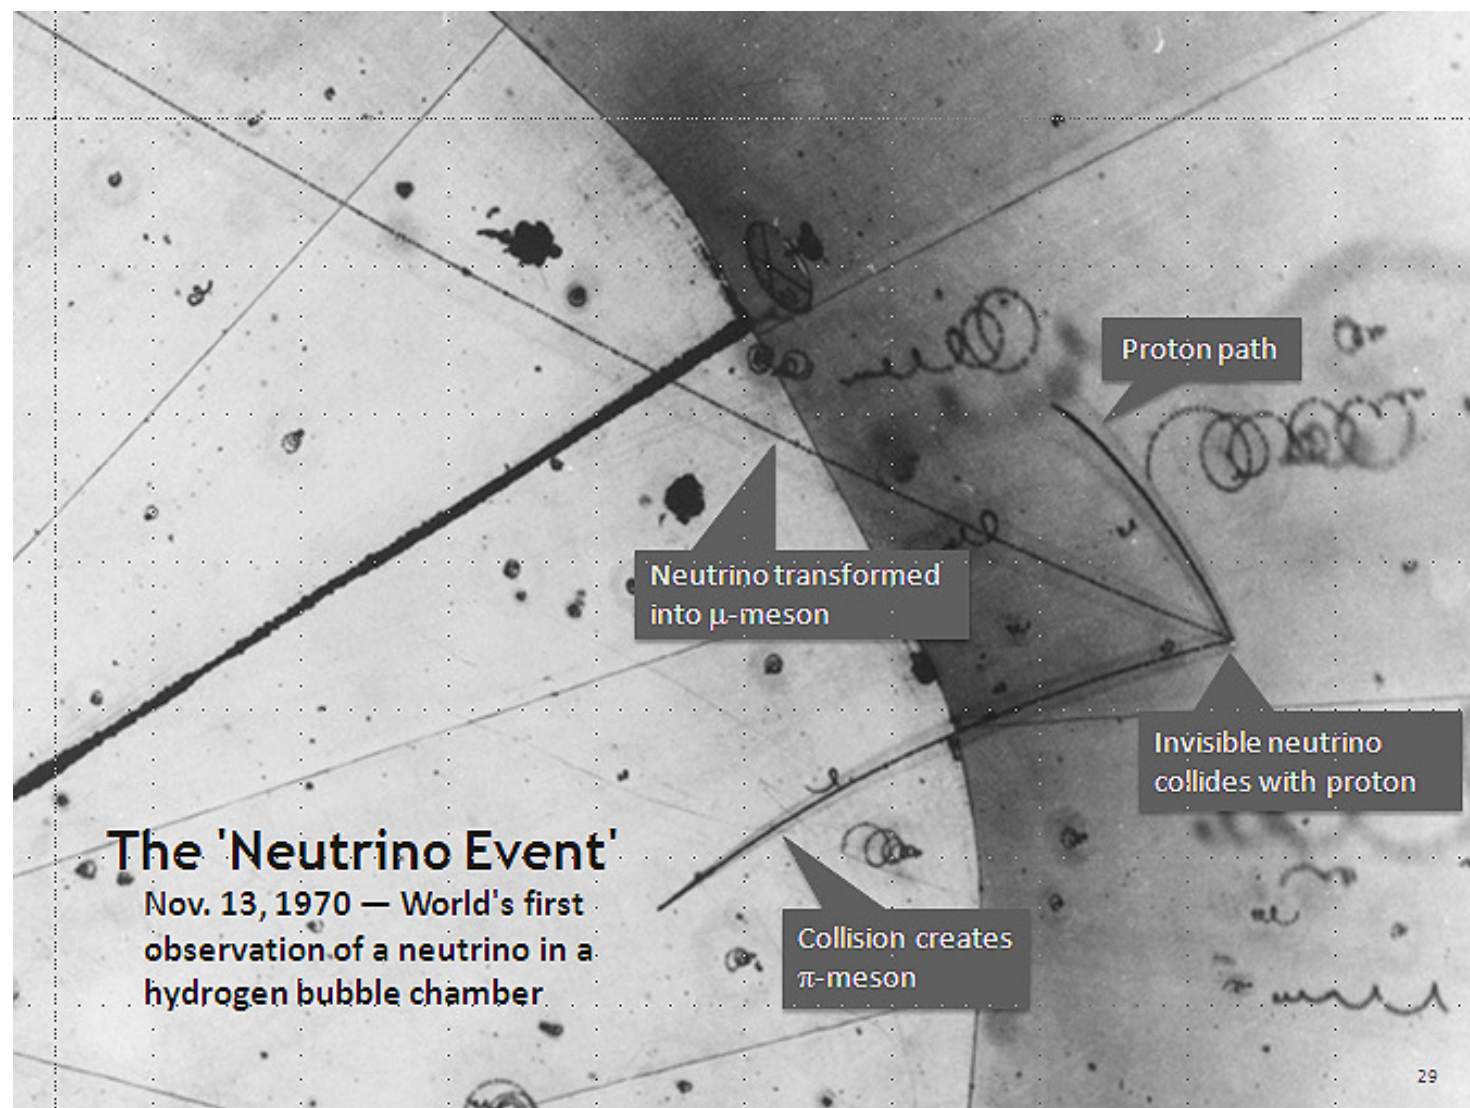 Proton path
Neutrino transformed
into μ-meson
Invisible neutrino
collides with proton
The 'Neutrino Event'
Nov. 13, 1970 — World's first
observation of a neutrino in a
hydrogen bubble chamber
Collision creates
π-meson
29